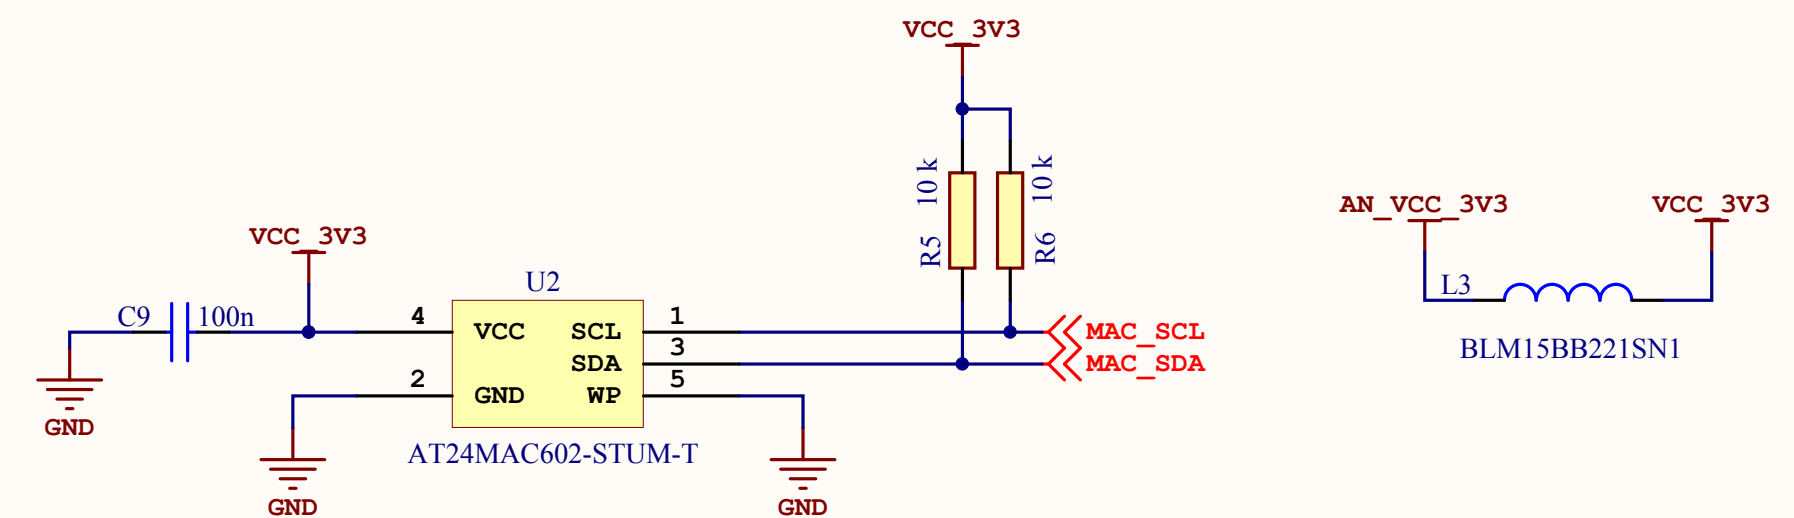 VCC_3V3
10 k
10 k
R5
R6
AN_VCC_3V3
VCC_3V3
VCC_3V3
U2
L3
C9
100n
4
VCC
SCL
1
MAC_SCL
SDA
3
MAC_SDA
2
GND
WP
5
BLM15BB221SN1
GND
AT24MAC602-STUM-T
GND
GND